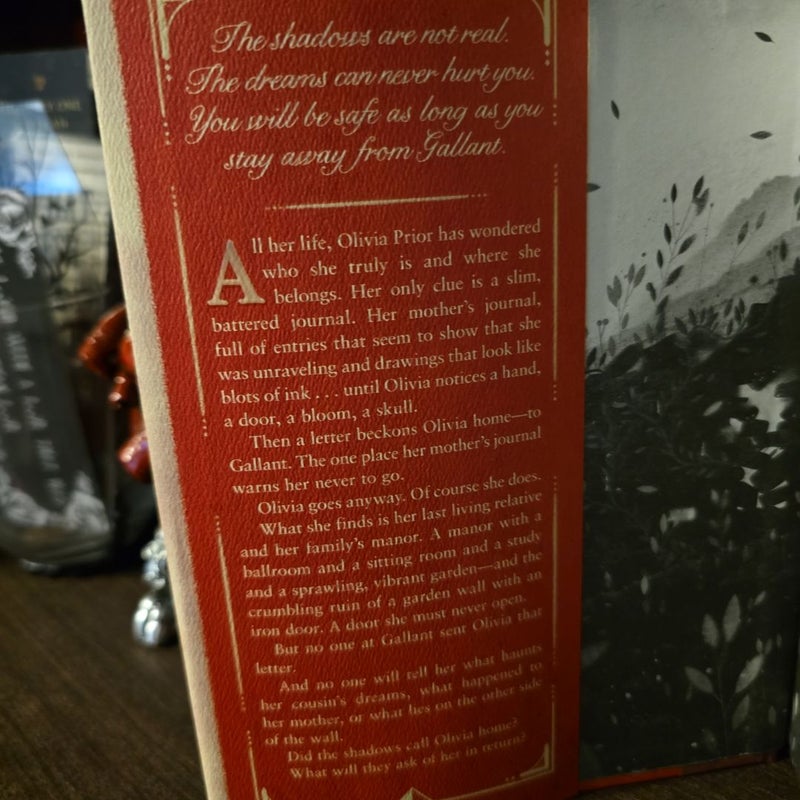 The shadows are not real.
The dreams can never hurt you.
You will be safe as long as you
stay away from Gallant.
All her life, Olivia Prior has wondered
who she truly is and where she
belongs. Her only clue is a slim,
battered journal. Her mother's journal,
full of entries that seem to show that she
was unraveling and drawings that look like
blots of ink . . . until Olivia notices a hand,
a door, a bloom, a skull.
Then a letter beckons Olivia home—to
Gallant. The one place her mother's journal
warns her never to go.
Olivia goes anyway. Of course she does.
What she finds is her last living relative
and her family's manor. A manor with a
ballroom and a sitting room and a study
and a sprawling, vibrant garden—and the
crumbling ruin of a garden wall with an
iron door. A door she must never open.
But no one at Gallant sent Olivia that
letter.
And no one will tell her what haunts
her cousin's dreams, what happened to
her mother, or what lies on the other side
of the wall.
Did the shadows call Olivia home?
What will they ask of her in return?